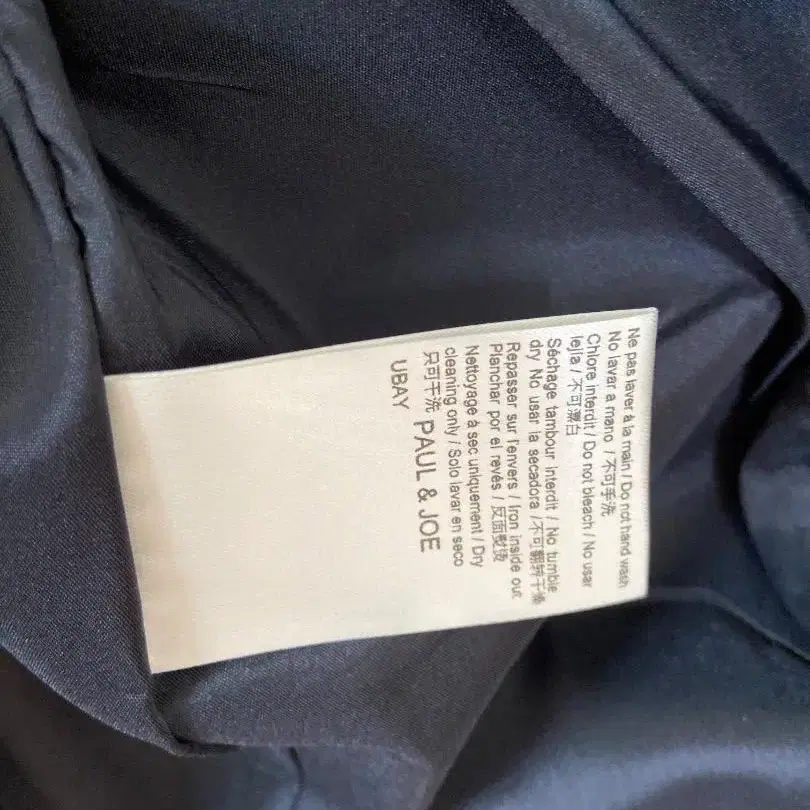 Ne pas laver à la main / Do not hand wash
No lavar a mano / 不可手洗
Chlore interdit / Do not bleach / No usar
lejía / 不可漂白
Séchage tambour interdit / No tumble
dry No usar la secadora / 不可翻转干燥
Repasser sur l'envers / Iron inside out
Planchar por el revés / 反面熨烫
Nettoyage à sec uniquement / Dry
cleaning only / Solo lavar en seco
只可干洗 PAUL & JOE
UBAY